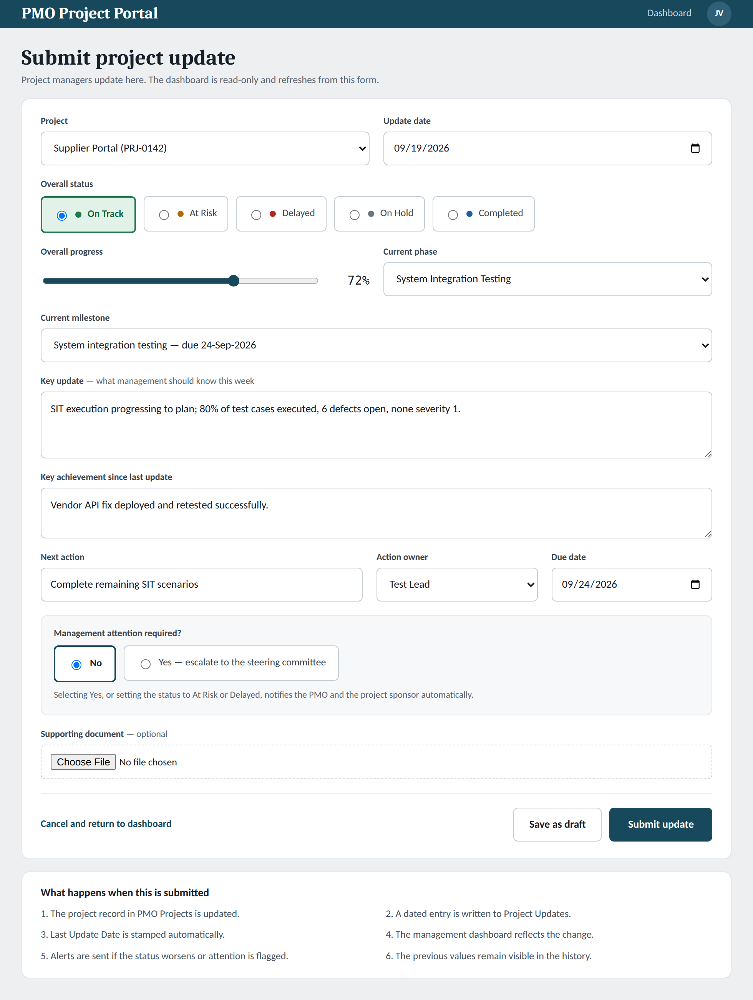 PMO Project Portal
Dashboard
JV
Submit project update
Project managers update here. The dashboard is read-only and refreshes from this form.
Project
Update date
Supplier Portal (PRJ-0142)
09/19/2026
Overall status
On Track
At Risk
Delayed
On Hold
Completed
Overall progress
Current phase
72%
System Integration Testing
Current milestone
System integration testing — due 24-Sep-2026
Key update — what management should know this week
SIT execution progressing to plan; 80% of test cases executed, 6 defects open, none severity 1.
Key achievement since last update
Vendor API fix deployed and retested successfully.
Next action
Action owner
Due date
Complete remaining SIT scenarios
Test Lead
09/24/2026
Management attention required?
No
Yes — escalate to the steering committee
Selecting Yes, or setting the status to At Risk or Delayed, notifies the PMO and the project sponsor automatically.
Supporting document — optional
Choose File No file chosen
Cancel and return to dashboard
Save as draft
Submit update
What happens when this is submitted
1. The project record in PMO Projects is updated.
2. A dated entry is written to Project Updates.
3. Last Update Date is stamped automatically.
4. The management dashboard reflects the change.
5. Alerts are sent if the status worsens or attention is flagged.
6. The previous values remain visible in the history.